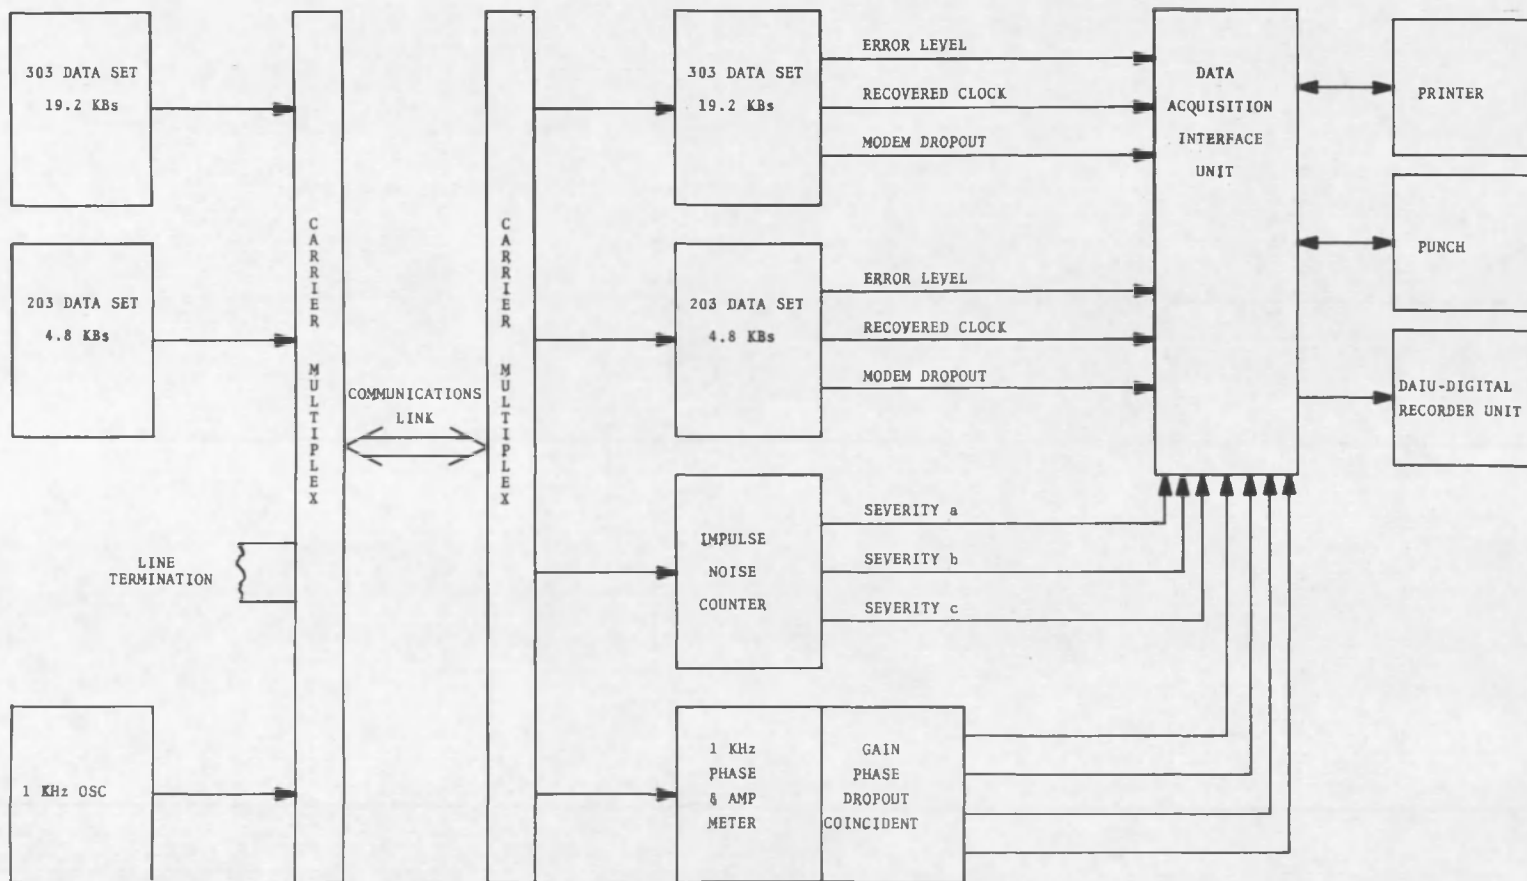 303 DATA SET
19.2 KBs
203 DATA SET
4.8 KBs
LINE
TERMINATION
1 KHz OSC
CARRIER MULTIPLEX
COMMUNICATIONS
LINK
CARRIER MULTIPLEX
303 DATA SET
19.2 KBs
ERROR LEVEL
RECOVERED CLOCK
MODEM DROPOUT
203 DATA SET
4.8 KBs
ERROR LEVEL
RECOVERED CLOCK
MODEM DROPOUT
IMPULSE
NOISE
COUNTER
SEVERITY a
SEVERITY b
SEVERITY c
1 KHz
PHASE
& AMP
METER
GAIN
PHASE
DROPOUT
COINCIDENT
DATA
ACQUISITION
INTERFACE
UNIT
PRINTER
PUNCH
DAIU-DIGITAL
RECORDER UNIT